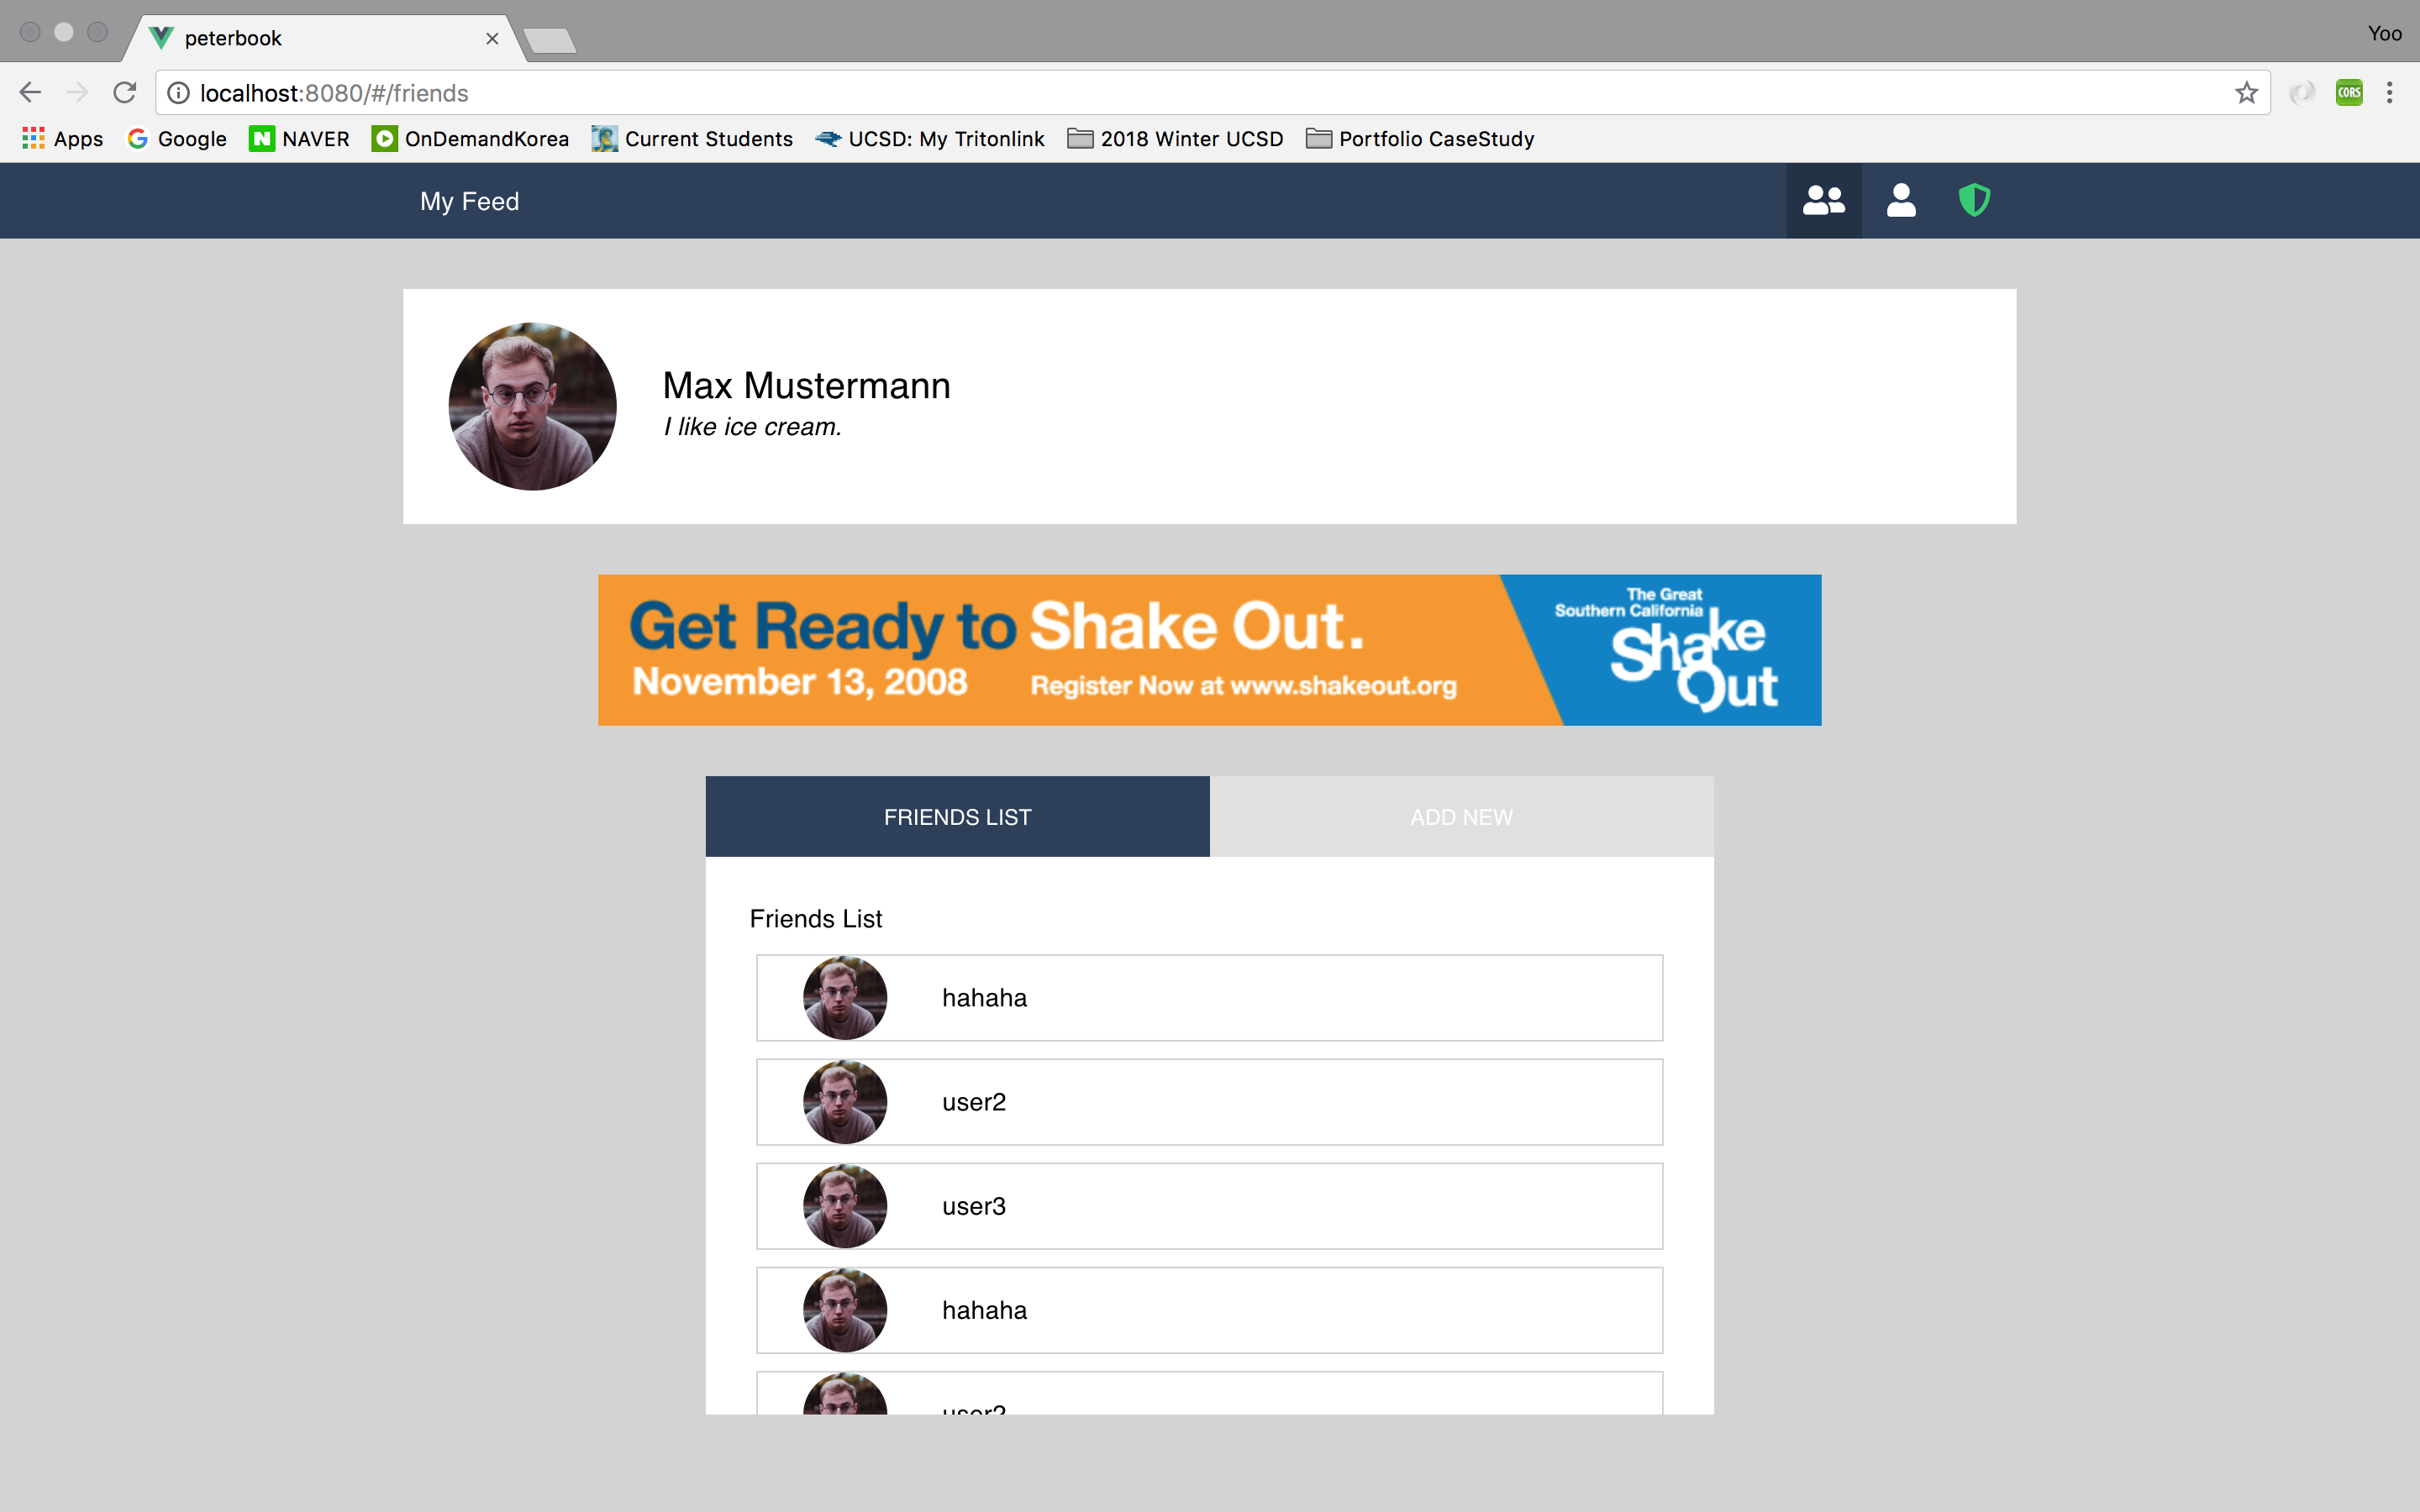 peterbook
Yoo
localhost:8080/#/friends
CORS
Apps
Google
N NAVER
OnDemandKorea
Current Students
UCSD: My Tritonlink
2018 Winter UCSD
Portfolio CaseStudy
My Feed
Max Mustermann
I like ice cream.
Get Ready to Shake Out.
November 13, 2008
Register Now at www.shakeout.org
The Great
Southern California
Shake
Out
FRIENDS LIST
ADD NEW
Friends List
hahaha
user2
user3
hahaha